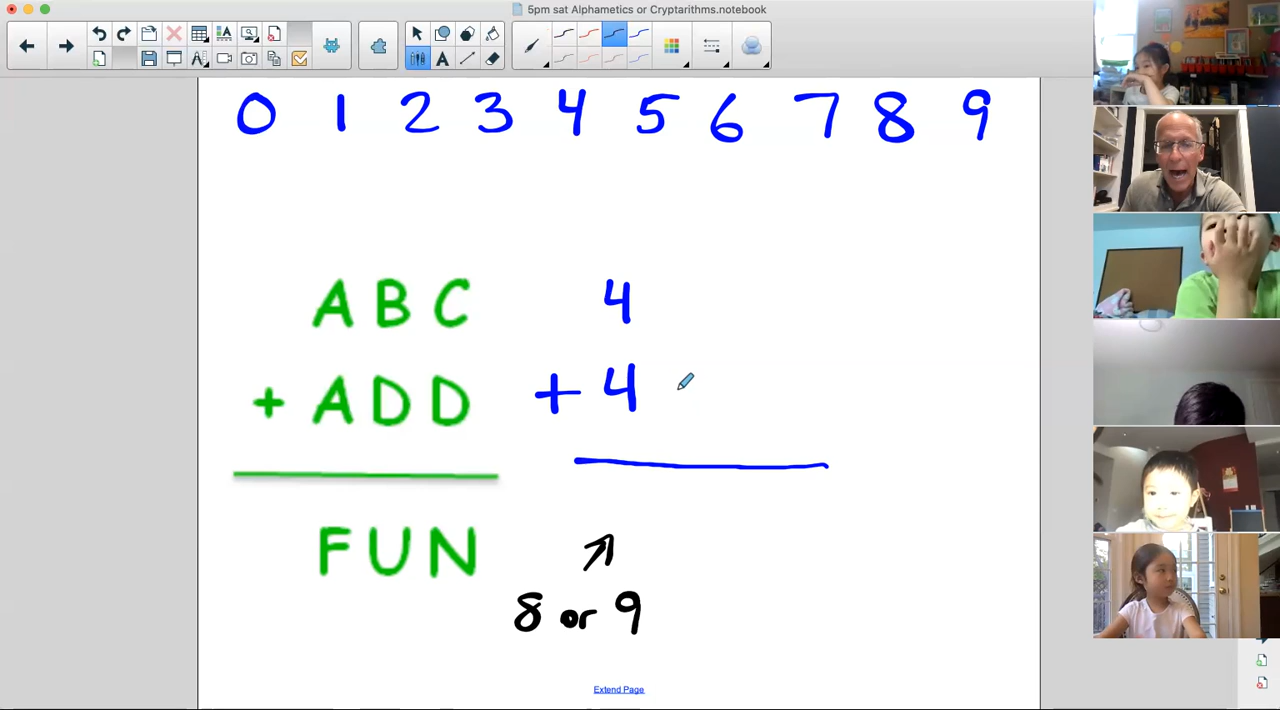 5pm sat Alphametics or Cryptarithms.notebook
0 1 2 3 4 5 6 7 8 9
A B C 4
+ A D D + 4
F U N
8 or 9
Extend Page